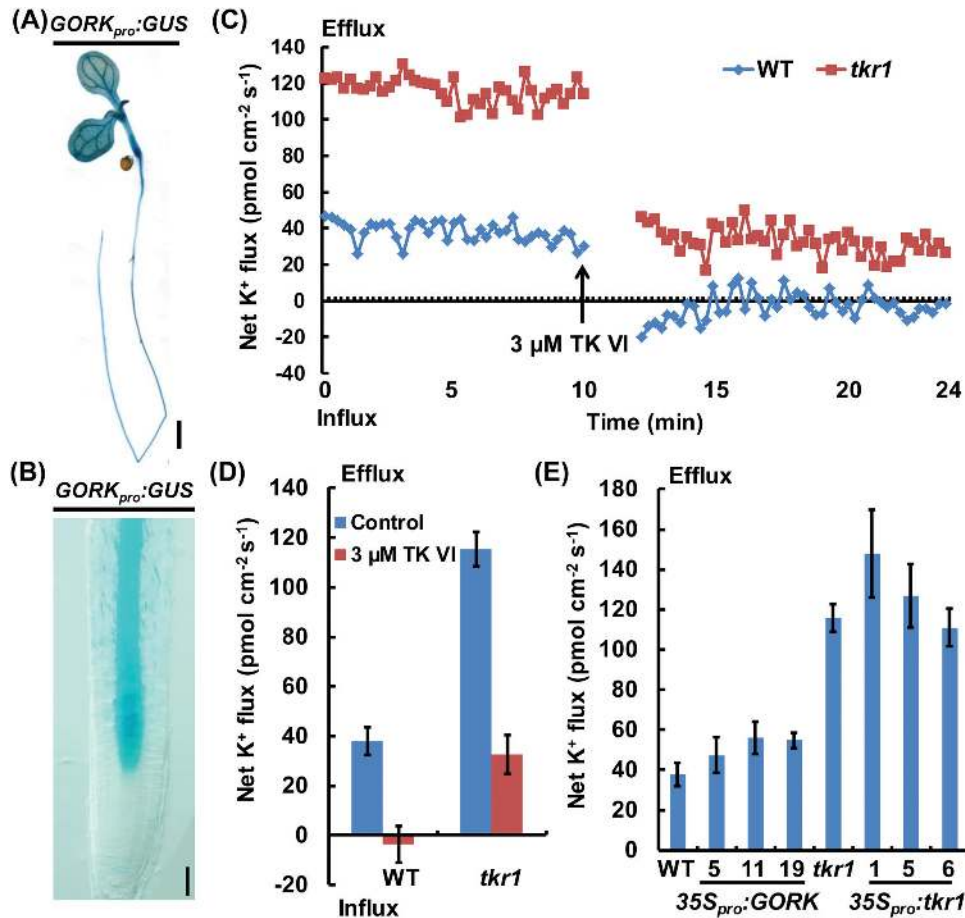 (A)
GORKpro:GUS
(B)
GORKpro:GUS
(C)
Efflux
WT
tkr1
Net K⁺ flux (pmol cm⁻² s⁻¹)
140
120
100
80
60
40
20
0
-20
-40
3 μM TK VI
0
5
10
15
20
24
Influx
Time (min)
(D)
Efflux
Net K⁺ flux (pmol cm⁻² s⁻¹)
140
120
100
80
60
40
20
0
-20
Control
3 μM TK VI
WT
tkr1
Influx
(E)
Efflux
Net K⁺ flux (pmol cm⁻² s⁻¹)
180
160
140
120
100
80
60
40
20
0
WT 5 11 19 tkr1 1 5 6
35Spro:GORK 35Spro:tkr1